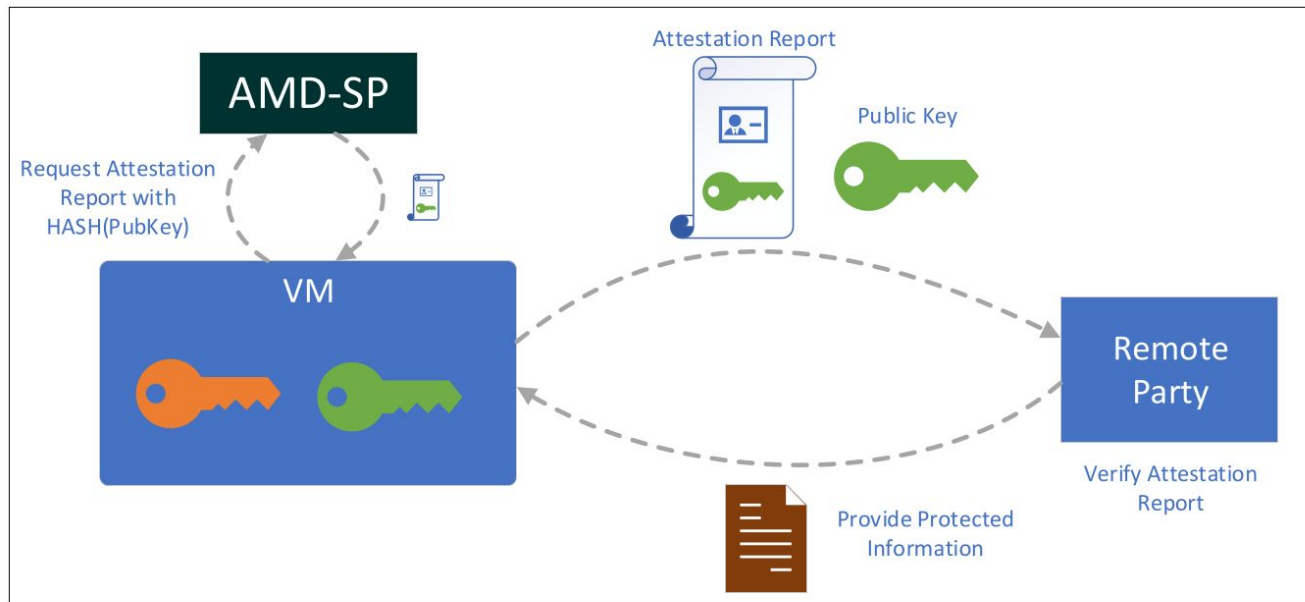 Attestation Report
AMD-SP
Public Key
Request Attestation
Report with
HASH(PubKey)
VM
Remote
Party
Verify Attestation
Report
Provide Protected
Information